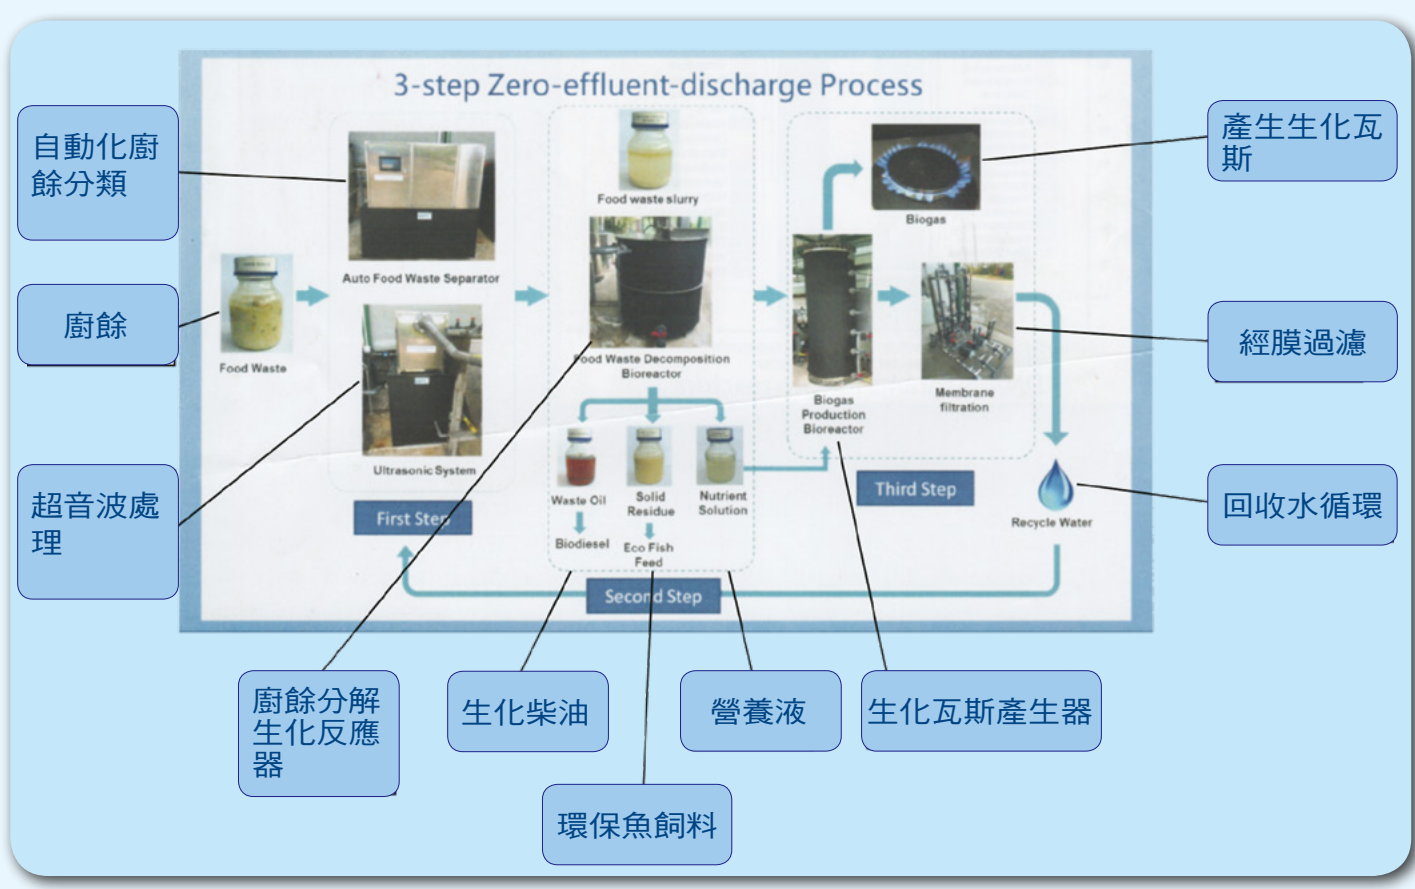 3-step Zero-effluent-discharge Process
自動化廚
餘分類
產生生化瓦
斯
Food waste slurry
Biogas
Auto Food Waste Separator
廚餘
Food Waste
Food Waste Decomposition
Bioreactor
經膜過濾
Membrane
filtration
Biogas
Production
Bioreactor
Ultrasonic System
超音波處
理
Waste Oil
Solid
Residue
Nutrient
Solution
Third Step
回收水循環
Recycle Water
First Step
Biodiesel
Eco Fish
Feed
Second Step
廚餘分解
生化反應
器
生化柴油
營養液
生化瓦斯產生器
環保魚飼料